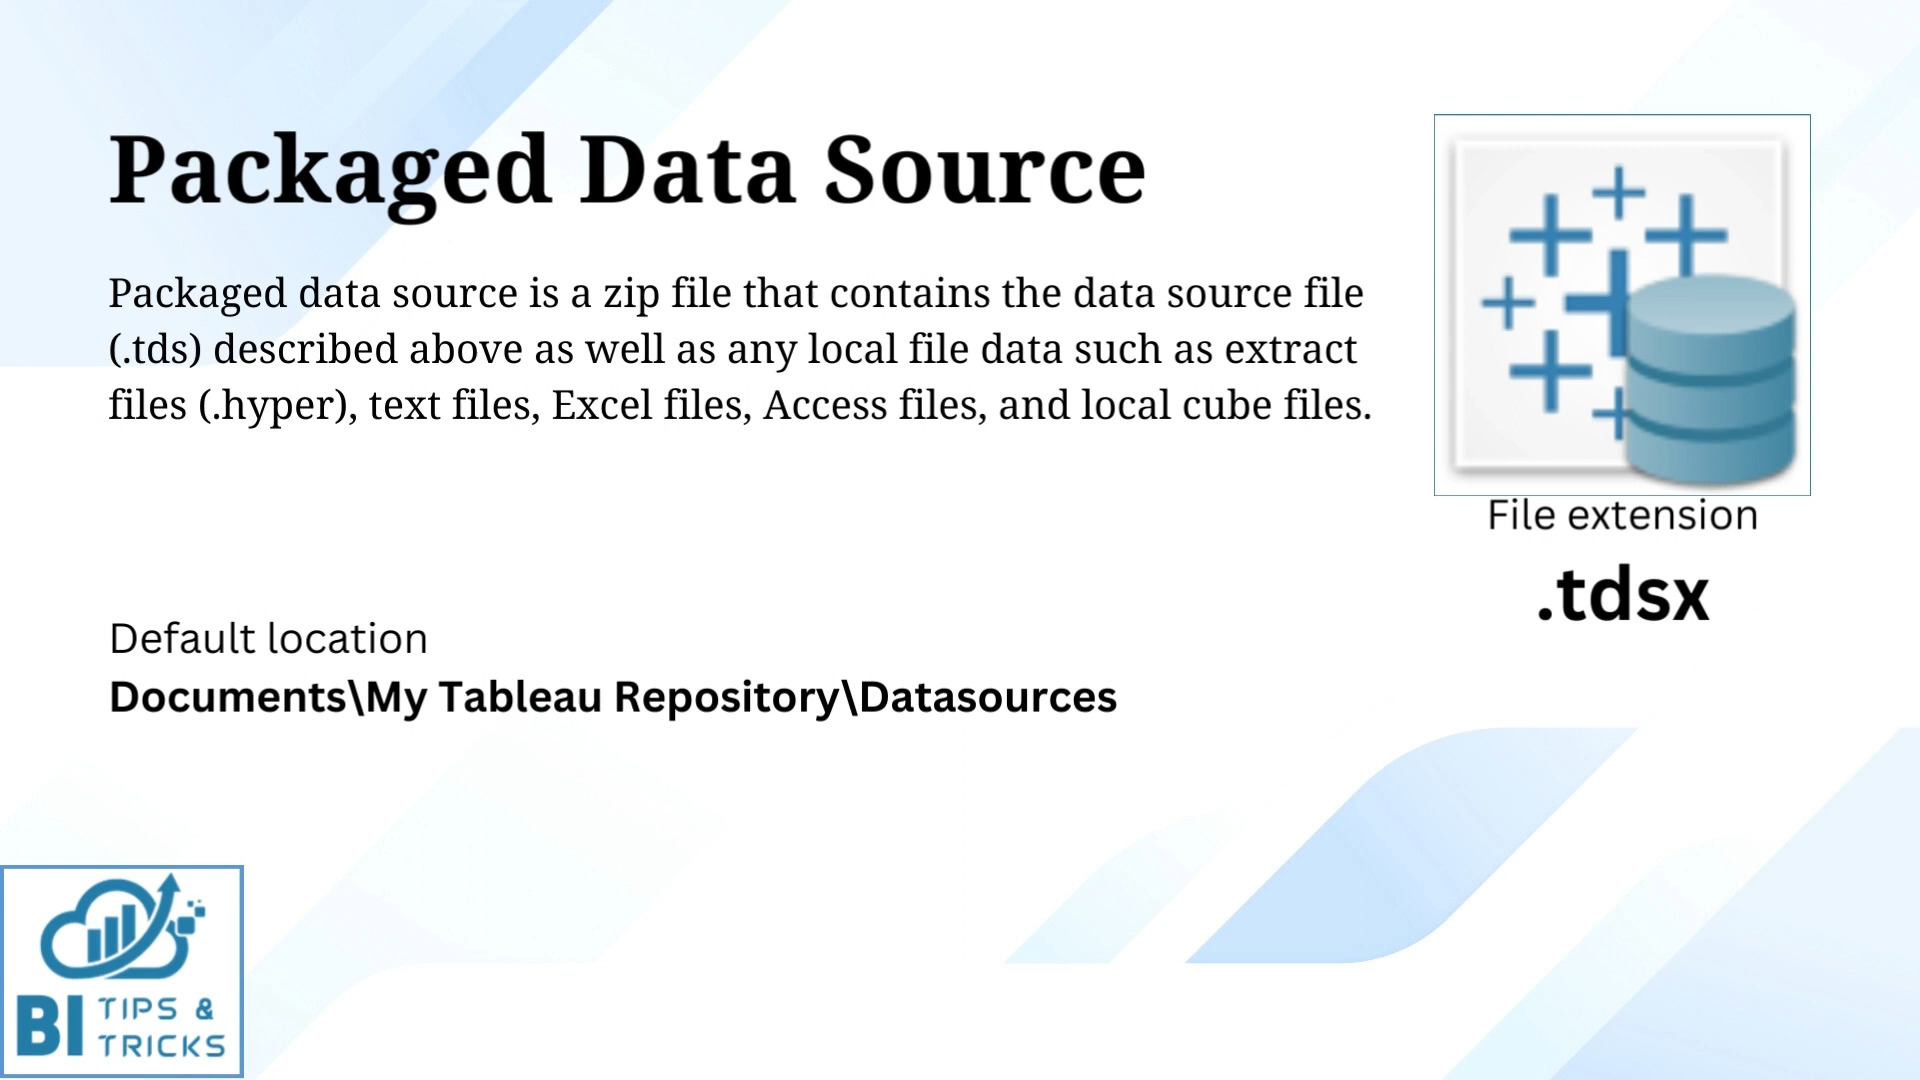 Packaged Data Source
Packaged data source is a zip file that contains the data source file
(.tds) described above as well as any local file data such as extract
files (.hyper), text files, Excel files, Access files, and local cube files.
File extension
.tdsx
Default location
Documents\My Tableau Repository\Datasources
BI TIPS &
TRICKS